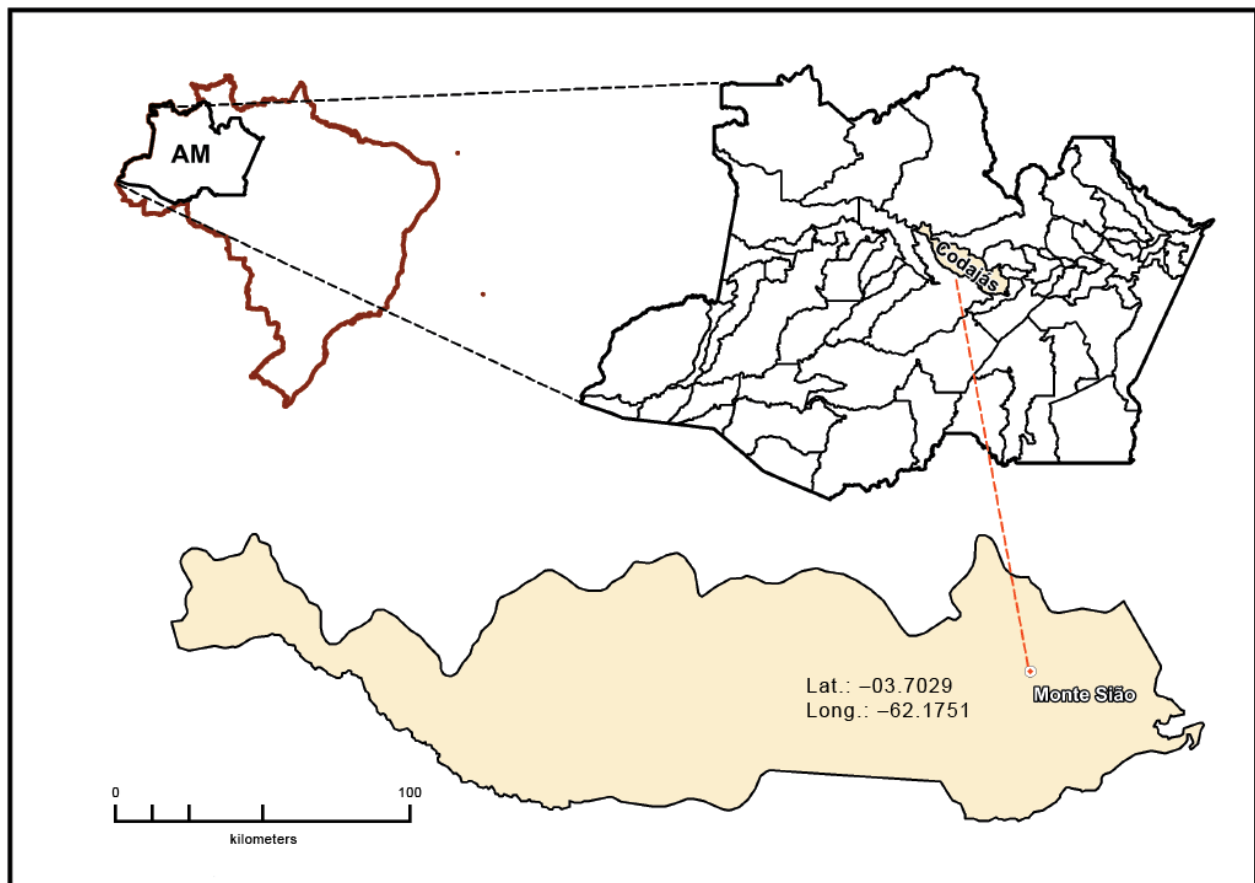 AM
Codajás
Lat.: –03.7029
Long.: –62.1751
Monte Sião
0 100
kilometers